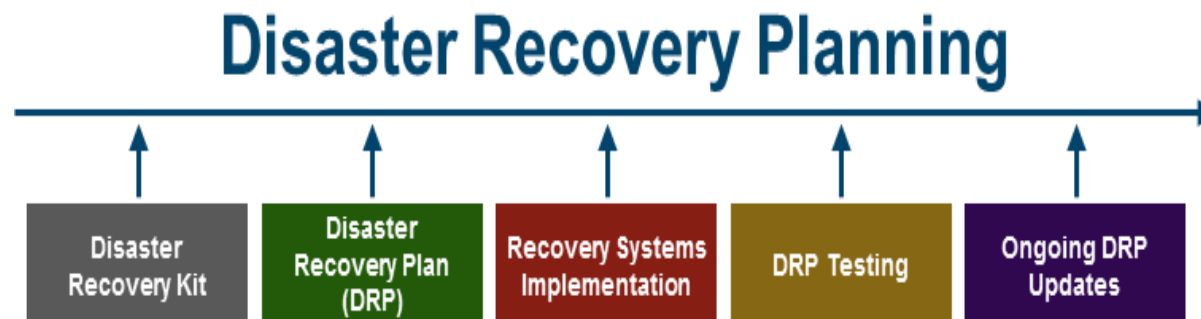 Disaster Recovery Planning
Disaster
Recovery Kit
Disaster
Recovery Plan
(DRP)
Recovery Systems
Implementation
DRP Testing
Ongoing DRP
Updates